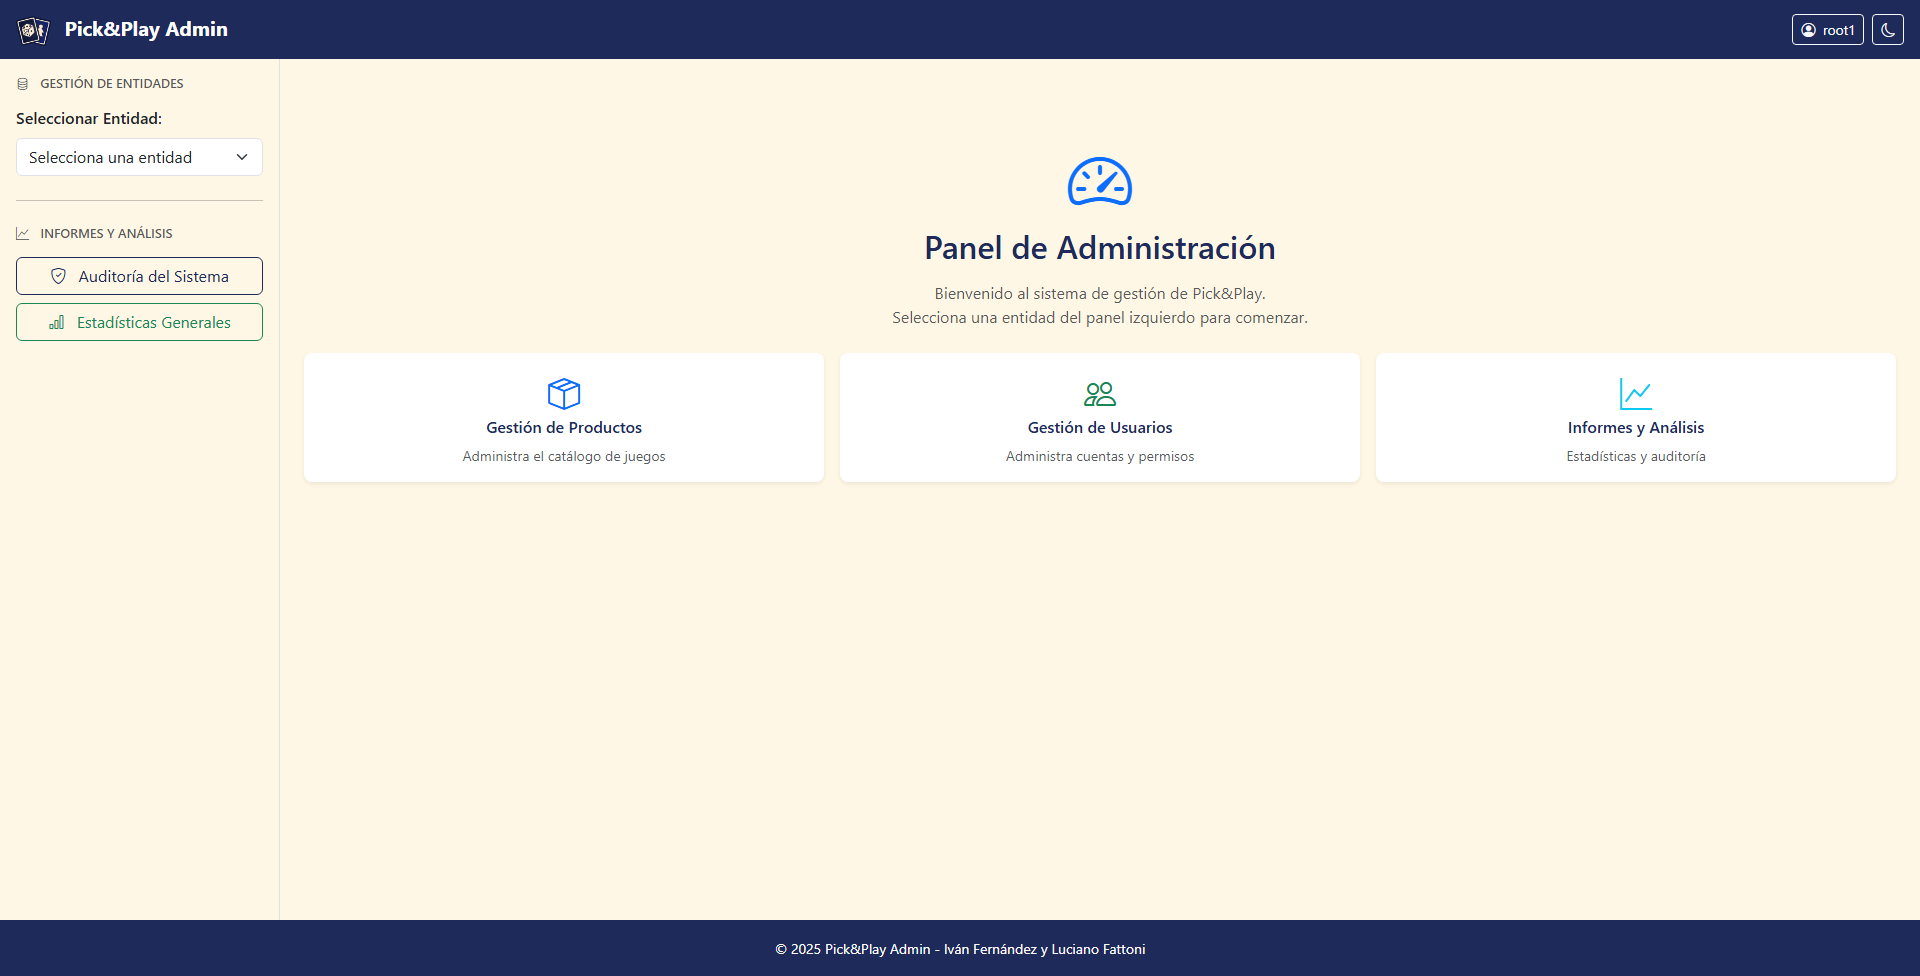 Pick&Play Admin
root1
GESTIÓN DE ENTIDADES
Seleccionar Entidad:
Selecciona una entidad
INFORMES Y ANÁLISIS
Auditoría del Sistema
Estadísticas Generales
Panel de Administración
Bienvenido al sistema de gestión de Pick&Play.
Selecciona una entidad del panel izquierdo para comenzar.
Gestión de Productos
Administra el catálogo de juegos
Gestión de Usuarios
Administra cuentas y permisos
Informes y Análisis
Estadísticas y auditoría
© 2025 Pick&Play Admin - Iván Fernández y Luciano Fattoni